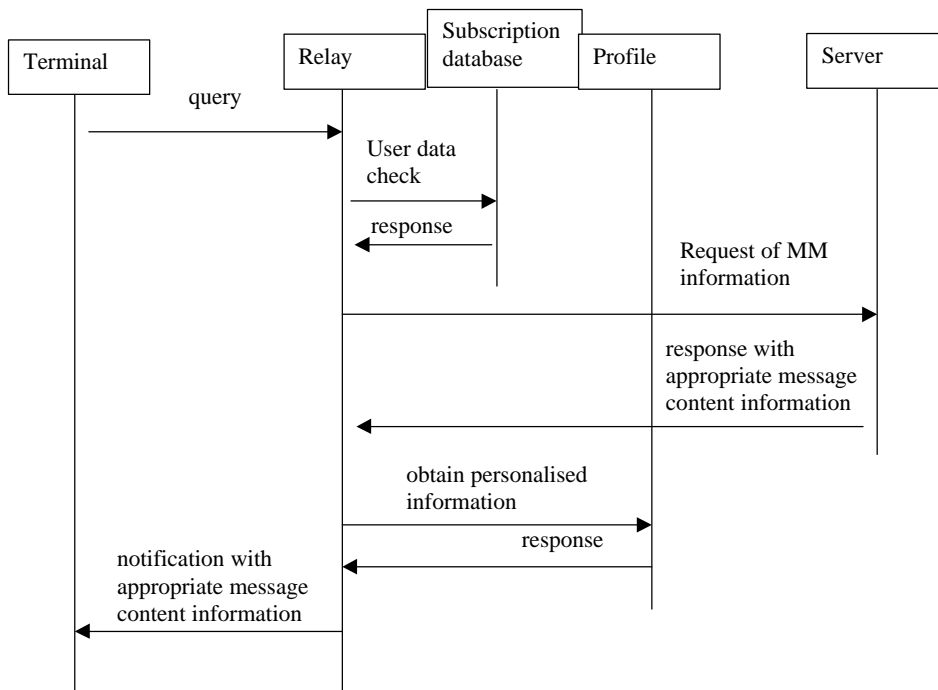 Subscription
database
Terminal
Relay
Profile
Server
query
User data
check
response
Request of MM
information
response with
appropriate message
content information
obtain personalised
information
response
notification with
appropriate message
content information